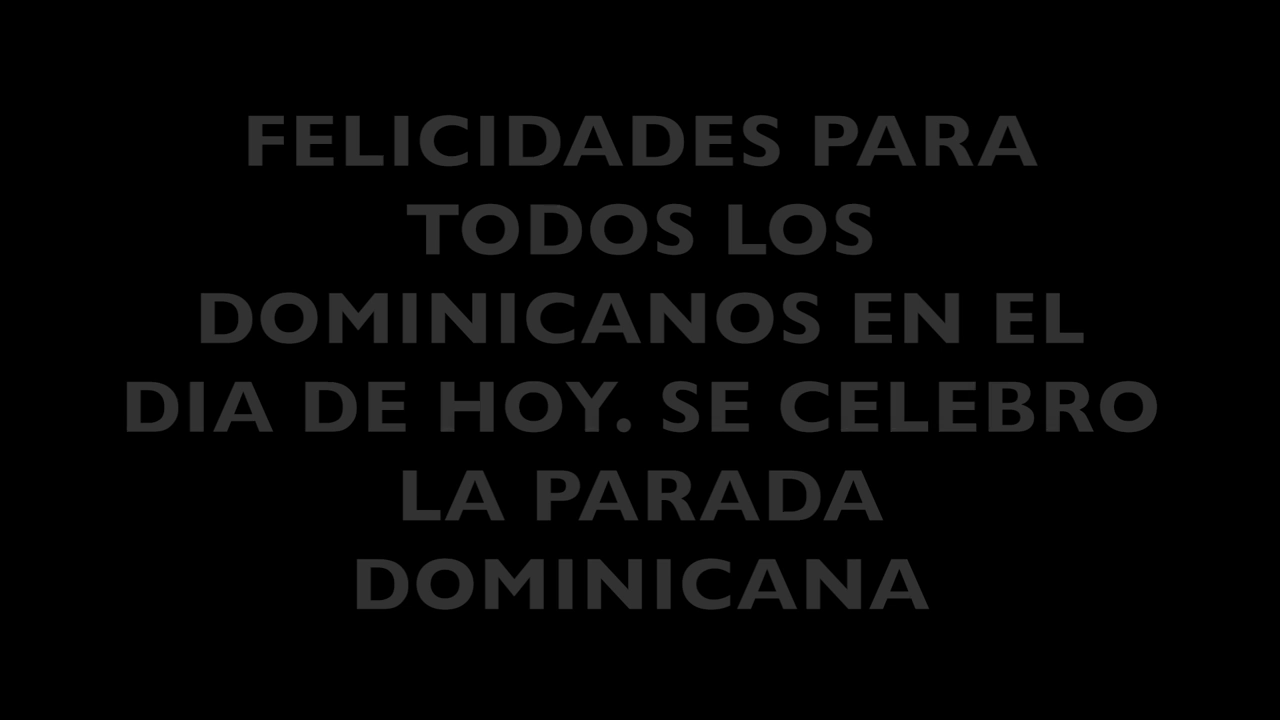 FELICIDADES PARA
TODOS LOS
DOMINICANOS EN EL
DIA DE HOY. SE CELEBRO
LA PARADA
DOMINICANA